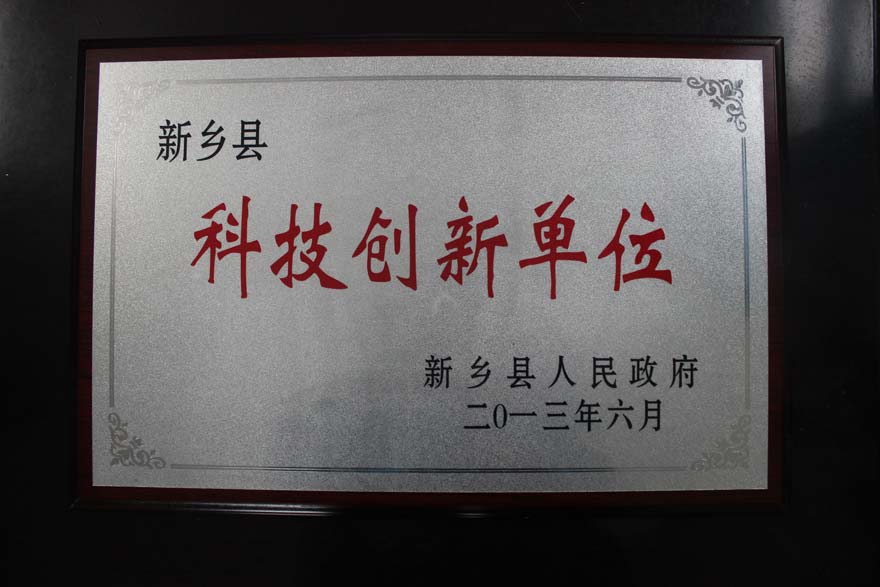 新乡县
科技创新单位
新乡县人民政府
二0一三年六月